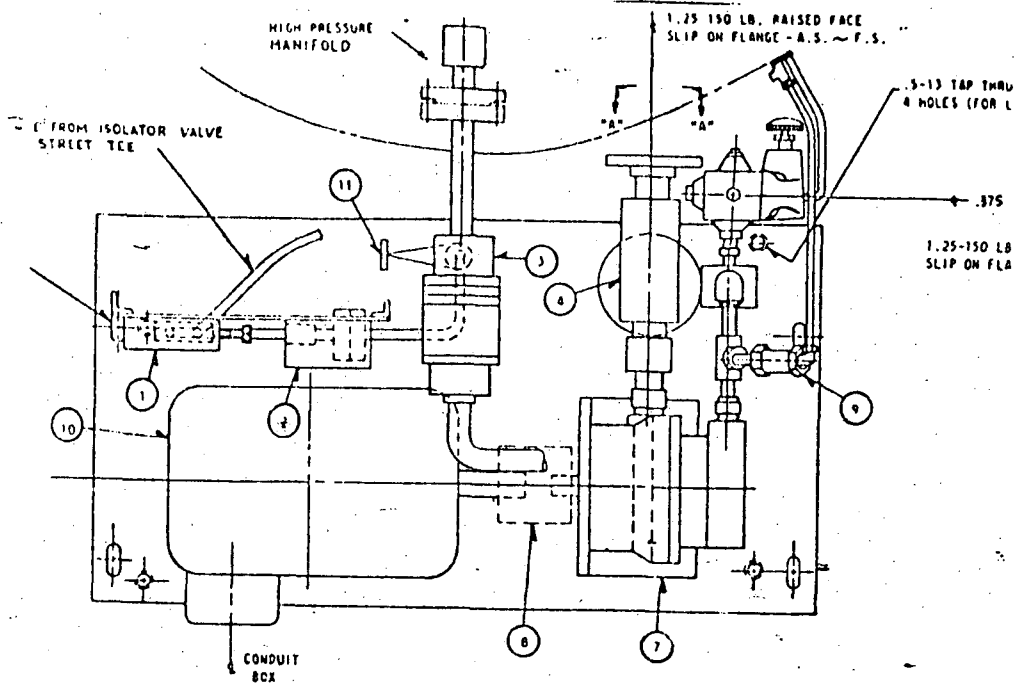 1.25 150 LB. RAISED FACE
SLIP ON FLANGE - A.S. ~ F.S.
HIGH PRESSURE
MANIFOLD
.5-13 TAP THRU
4 HOLES (FOR L
"A" "A"
FROM ISOLATOR VALVE
STREET TEE
11
.375
3
1.25-150 LB
SLIP ON FLA
4
1
9
10
7
CONDUIT
BOX